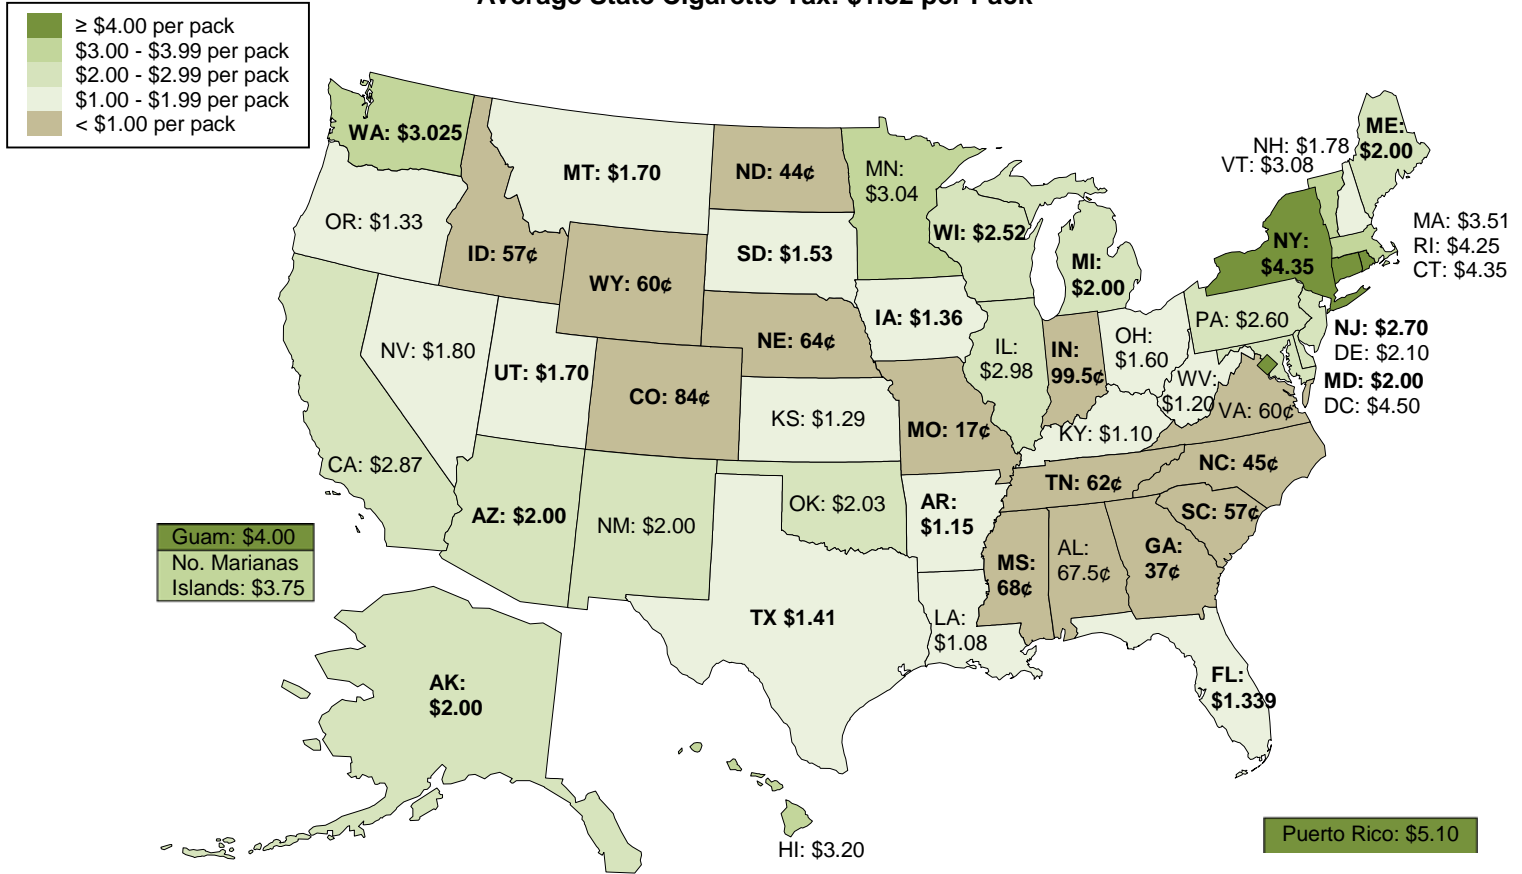 ≥ $4.00 per pack
$3.00 - $3.99 per pack
$2.00 - $2.99 per pack
$1.00 - $1.99 per pack
< $1.00 per pack
WA: $3.025
MT: $1.70
ND: 44¢
MN:
$3.04
NH: $1.78
VT: $3.08
ME:
$2.00
OR: $1.33
ID: 57¢
WY: 60¢
SD: $1.53
WI: $2.52
MI:
$2.00
NY:
$4.35
MA: $3.51
RI: $4.25
CT: $4.35
NV: $1.80
UT: $1.70
CO: 84¢
NE: 64¢
KS: $1.29
IA: $1.36
MO: 17¢
IL:
$2.98
IN:
99.5¢
OH:
$1.60
PA: $2.60
NJ: $2.70
DE: $2.10
MD: $2.00
DC: $4.50
WV:
$1.20
VA: 60¢
KY: $1.10
CA: $2.87
AZ: $2.00
NM: $2.00
OK: $2.03
AR:
$1.15
TN: 62¢
NC: 45¢
SC: 57¢
MS:
68¢
AL:
67.5¢
GA:
37¢
Guam: $4.00
No. Marianas
Islands: $3.75
TX $1.41
LA:
$1.08
FL:
$1.339
AK:
$2.00
HI: $3.20
Puerto Rico: $5.10